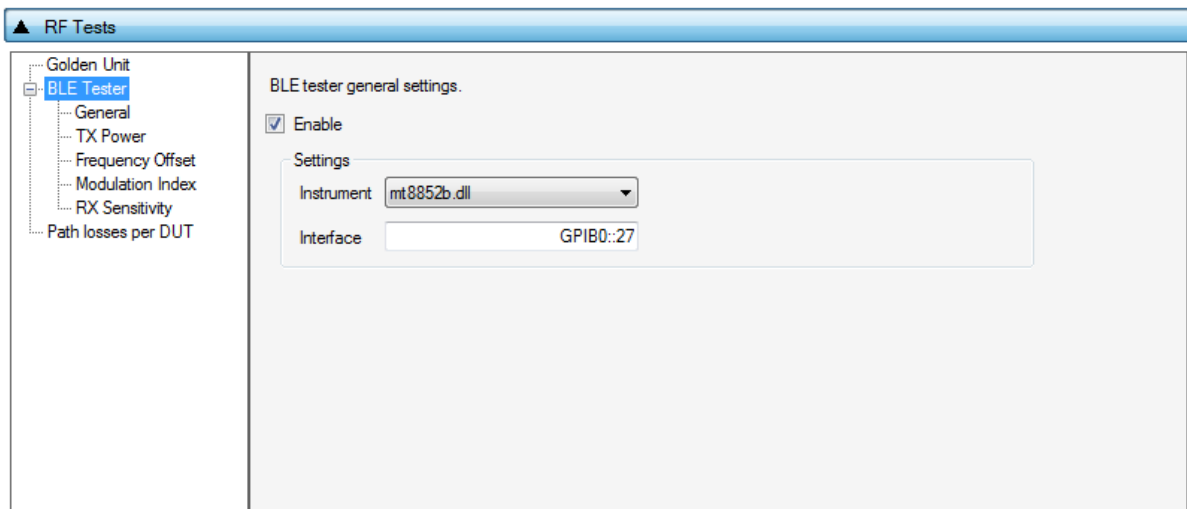 RF Tests
Golden Unit
BLE Tester
General
TX Power
Frequency Offset
Modulation Index
RX Sensitivity
Path losses per DUT
BLE tester general settings.
Enable
Settings
Instrument mt8852b.dll
Interface GPIB0::27